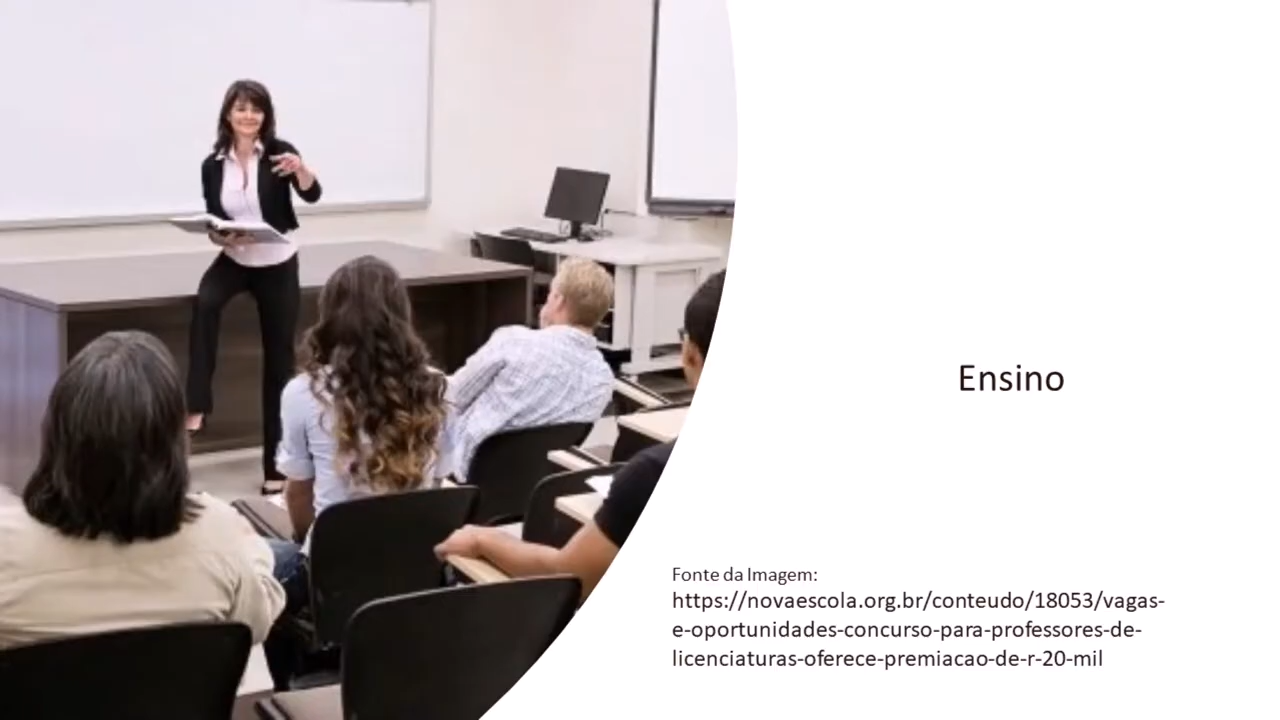 Ensino
Fonte da Imagem:
https://novaescola.org.br/conteudo/18053/vagas-
e-oportunidades-concurso-para-professores-de-
licenciaturas-oferece-premiacao-de-r-20-mil